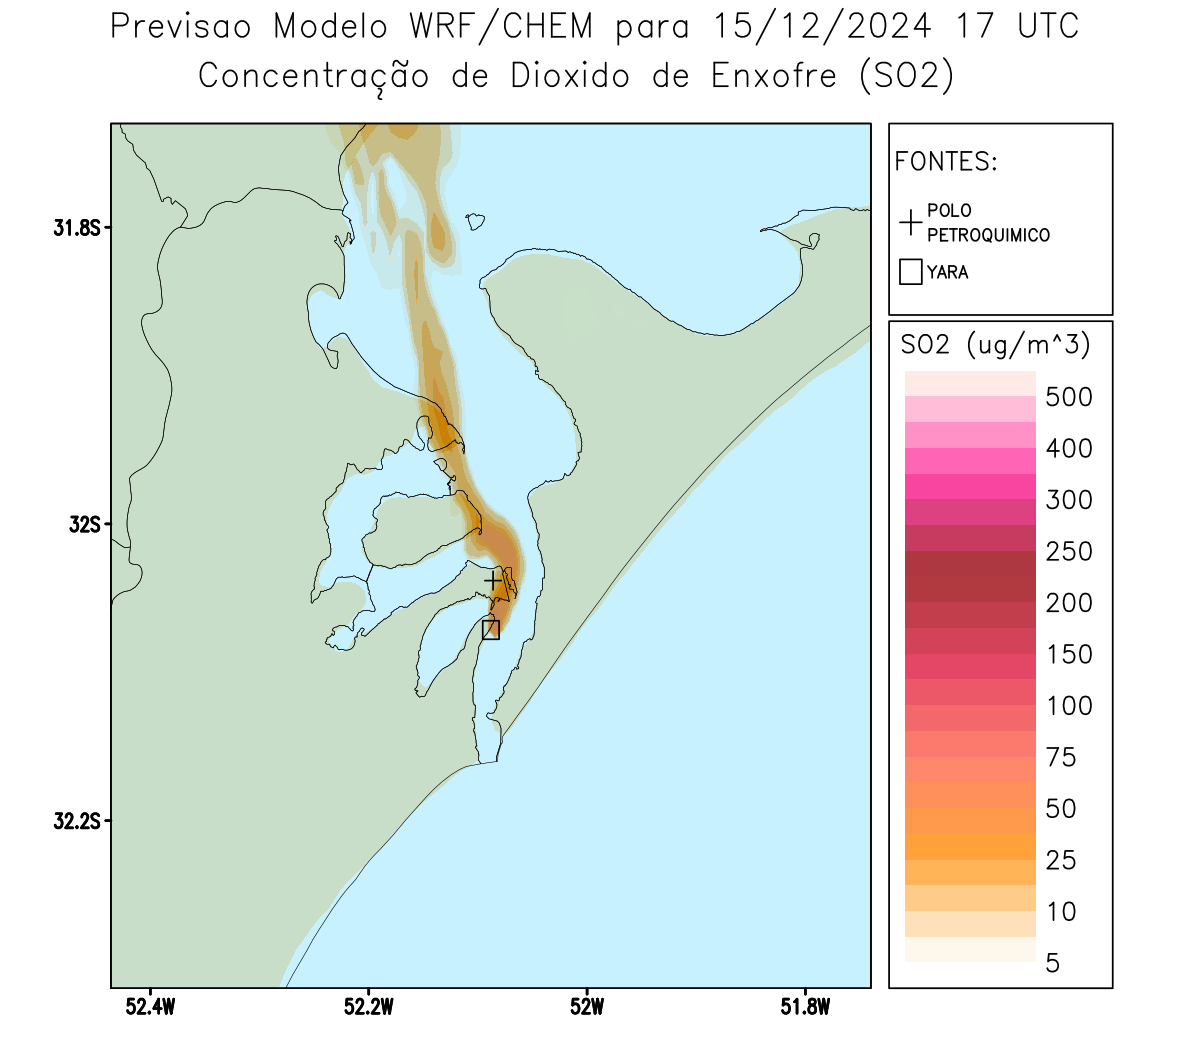 Previsao Modelo WRF/CHEM para 15/12/2024 17 UTC
Concentração de Dioxido de Enxofre (SO2)
FONTES:
POLO
PETROQUIMICO
YARA
31.8S
32S
32.2S
52.4W
52.2W
52W
51.8W
SO2 (ug/m^3)
500
400
300
250
200
150
100
75
50
25
10
5